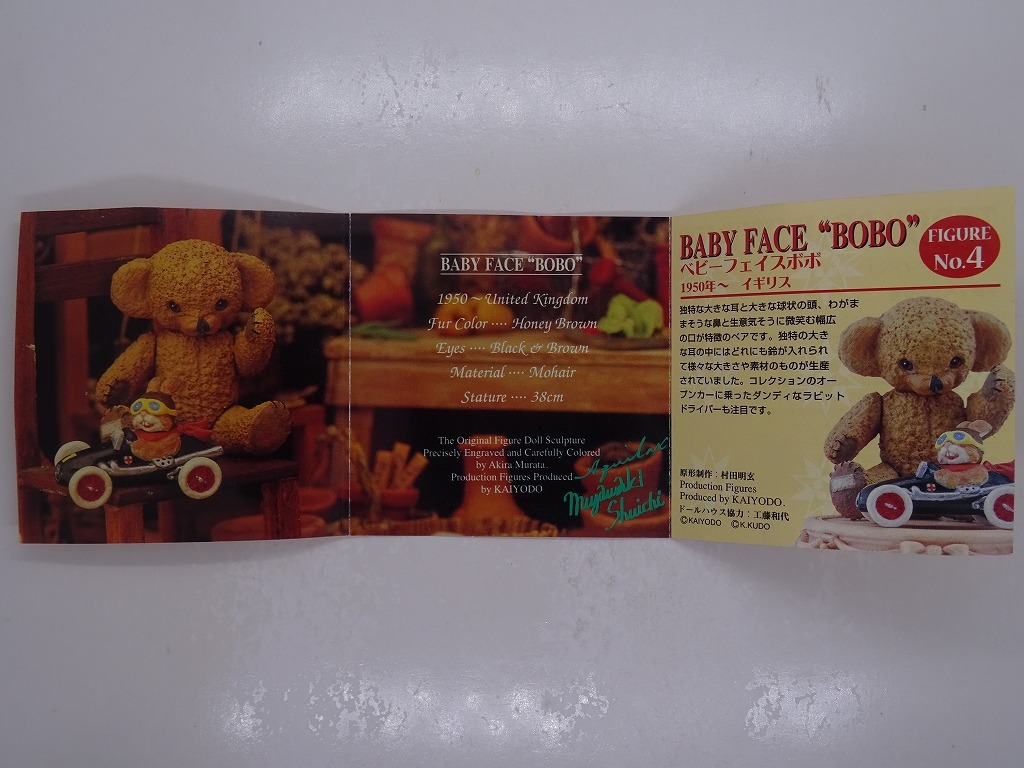 BABY FACE “BOBO”
1950～United Kingdom
Fur Color ···· Honey Brown
Eyes ···· Black & Brown
Material ···· Mohair
Stature ···· 38cm
The Original Figure Doll Sculpture
Precisely Engraved and Carefully Colored
by Akira Murata.
Production Figures Produced
by KAIYODO
Shuichi
BABY FACE “BOBO”
ベビーフェイスボボ
1950年～ イギリス
FIGURE
No.4
独特な大きな耳と大きな球状の頭、わがま
まそうな鼻と生意気そうに微笑む幅広
の口が特徴のベアです。独特の大き
な耳の中にはどれにも鈴が入れられ
て様々な大きさや素材のものが生産
されていました。コレクションのオー
プンカーに乗ったダンディなラビット
ドライバーも注目です。
原形制作：村田明玄
Production Figures
Produced by KAIYODO.
ドールハウス協力：工藤和代
©KAIYODO ©K.KUDO